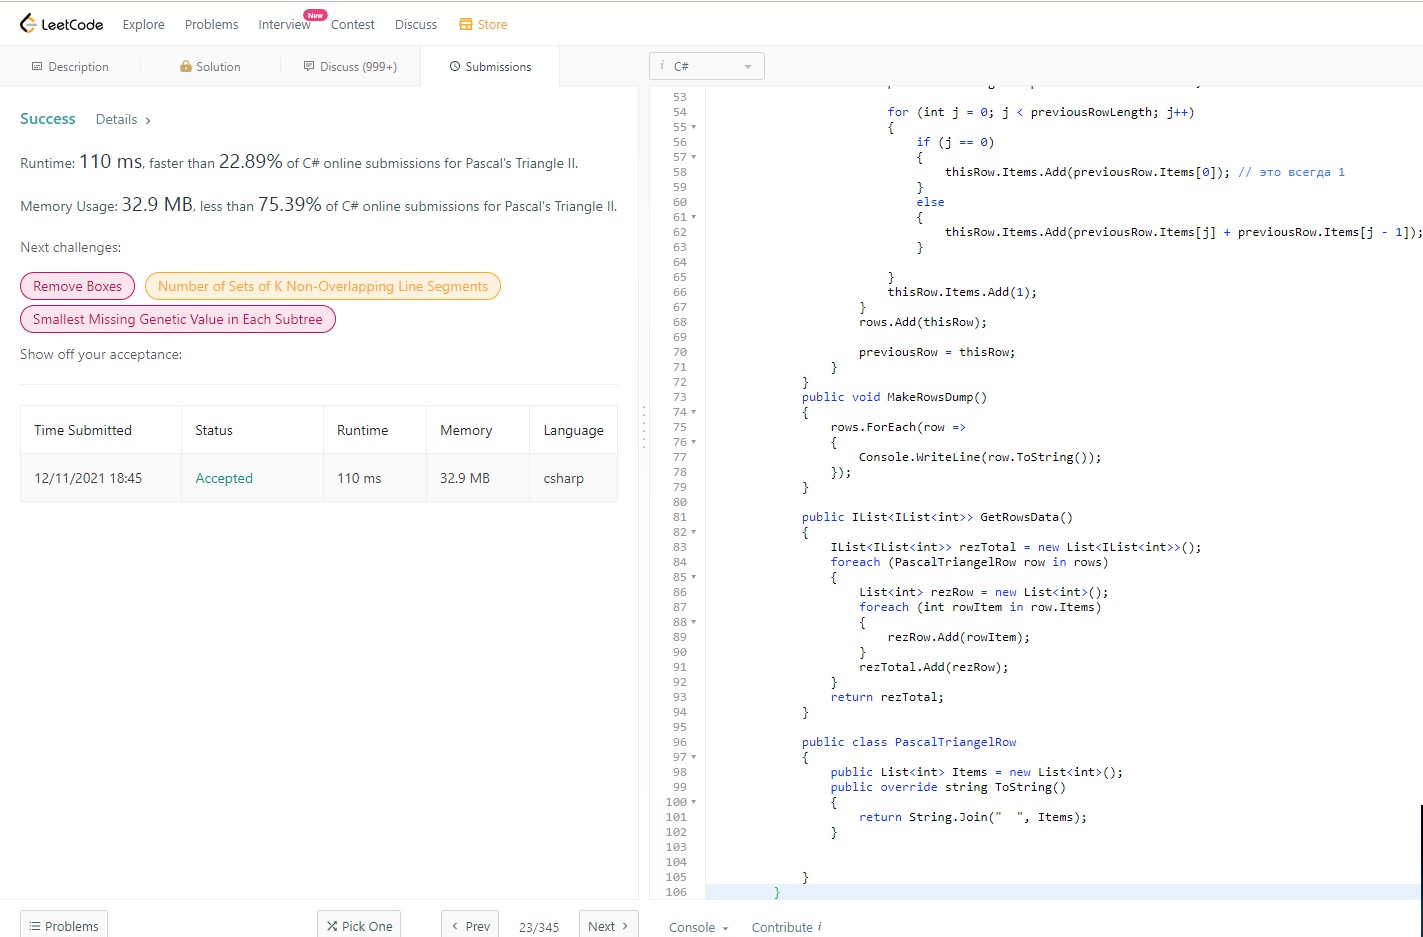 LeetCode Explore Problems Interview New Contest Discuss Store
Description Solution Discuss (999+) Submissions
i C#
Success Details >
Runtime: 110 ms, faster than 22.89% of C# online submissions for Pascal's Triangle II.
Memory Usage: 32.9 MB, less than 75.39% of C# online submissions for Pascal's Triangle II.
Next challenges:
Remove Boxes Number of Sets of K Non-Overlapping Line Segments
Smallest Missing Genetic Value in Each Subtree
Show off your acceptance:
Time Submitted Status Runtime Memory Language
12/11/2021 18:45 Accepted 110 ms 32.9 MB csharp
53
54 for (int j = 0; j < previousRowLength; j++)
55 {
56 if (j == 0)
57 {
58 thisRow.Items.Add(previousRow.Items[0]); // это всегда 1
59 }
60 else
61 {
62 thisRow.Items.Add(previousRow.Items[j] + previousRow.Items[j - 1]);
63 }
64
65 }
66 thisRow.Items.Add(1);
67 }
68 rows.Add(thisRow);
69
70 previousRow = thisRow;
71 }
72 }
73 public void MakeRowsDump()
74 {
75 rows.ForEach(row =>
76 {
77 Console.WriteLine(row.ToString());
78 });
79 }
80
81 public IList<IList<int>> GetRowsData()
82 {
83 IList<IList<int>> rezTotal = new List<IList<int>>();
84 foreach (PascalTriangelRow row in rows)
85 {
86 List<int> rezRow = new List<int>();
87 foreach (int rowItem in row.Items)
88 {
89 rezRow.Add(rowItem);
90 }
91 rezTotal.Add(rezRow);
92 }
93 return rezTotal;
94 }
95
96 public class PascalTriangelRow
97 {
98 public List<int> Items = new List<int>();
99 public override string ToString()
100 {
101 return String.Join("  ", Items);
102 }
103
104
105 }
106 }
Problems Pick One < Prev 23/345 Next > Console Contribute i